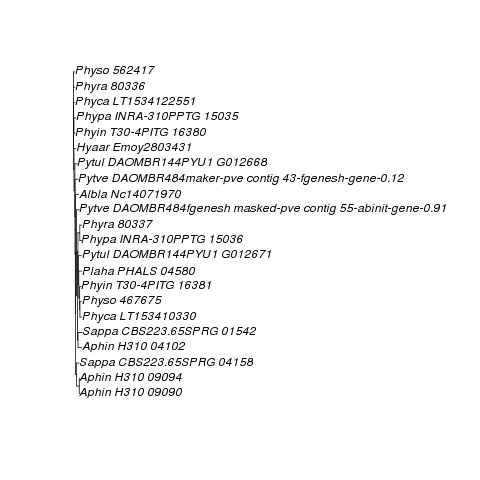 Physo 562417
Phyra 80336
Phyca LT1534122551
Phypa INRA-310PPTG 15035
Phyin T30-4PITG 16380
Hyaar Emoy2803431
Pytul DAOMBR144PYU1 G012668
Pytve DAOMBR484maker-pve contig 43-fgenesh-gene-0.12
Albla Nc14071970
Pytve DAOMBR484fgenesh masked-pve contig 55-abinit-gene-0.91
Phyra 80337
Phypa INRA-310PPTG 15036
Pytul DAOMBR144PYU1 G012671
Plaha PHALS 04580
Phyin T30-4PITG 16381
Physo 467675
Phyca LT153410330
Sappa CBS223.65SPRG 01542
Aphin H310 04102
Sappa CBS223.65SPRG 04158
Aphin H310 09094
Aphin H310 09090